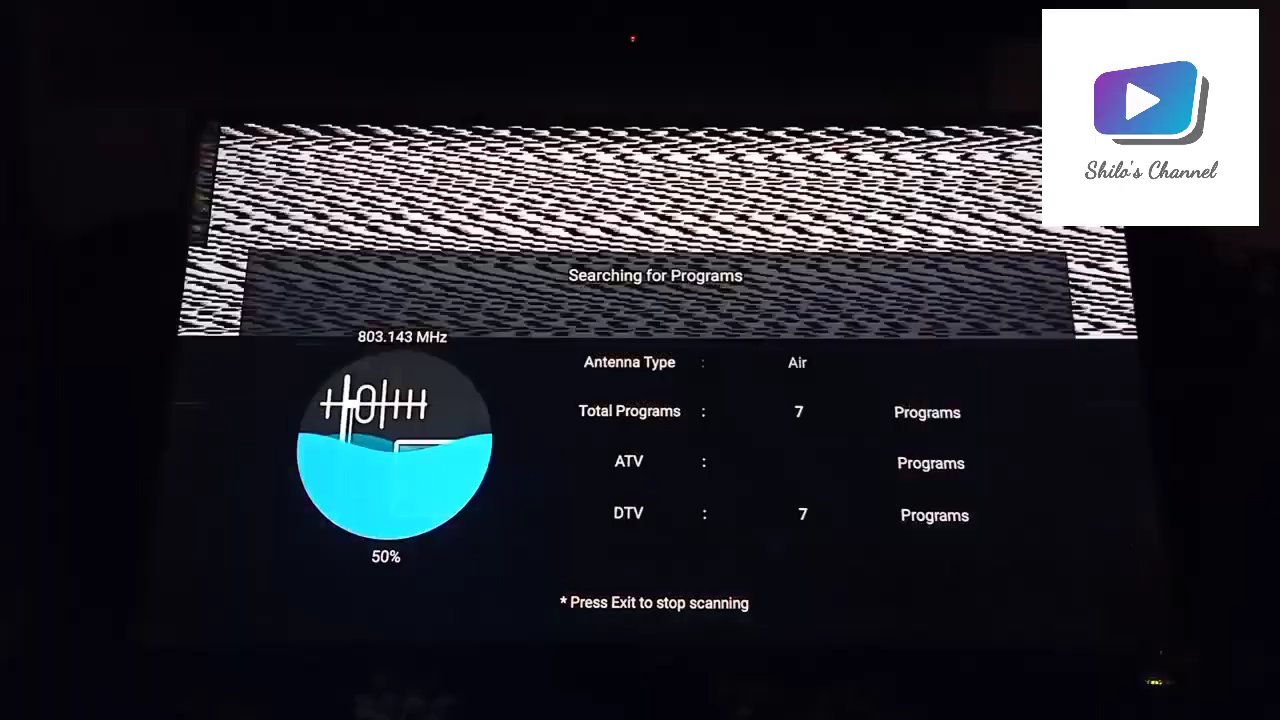 Shilo's Channel
Searching for Programs
803.143 MHz
Antenna Type : Air
Total Programs : 7 Programs
ATV : Programs
DTV : 7 Programs
50%
* Press Exit to stop scanning